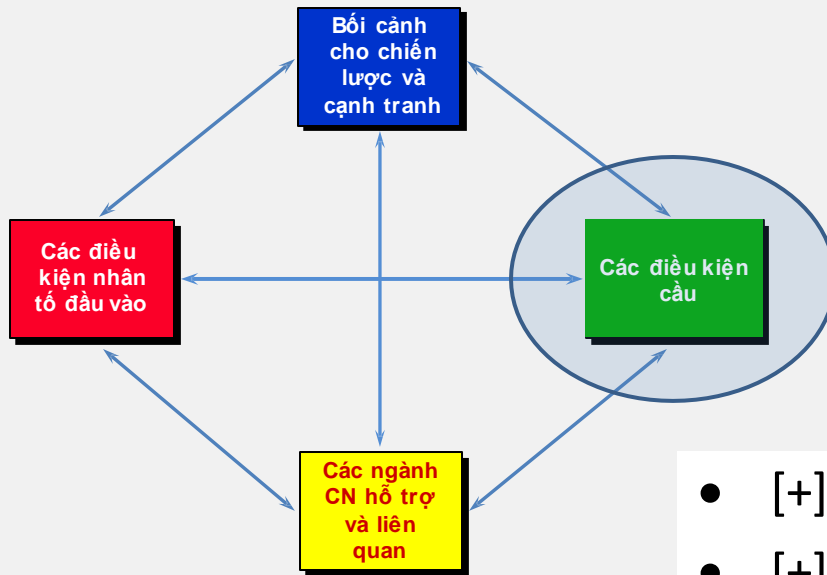 Bối cảnh
cho chiến
lược và
cạnh tranh
Các điều
kiện nhân
tố đầu vào
Các điều kiện
cầu
Các ngành
CN hỗ trợ
và liên
quan
• [+]
• [+]